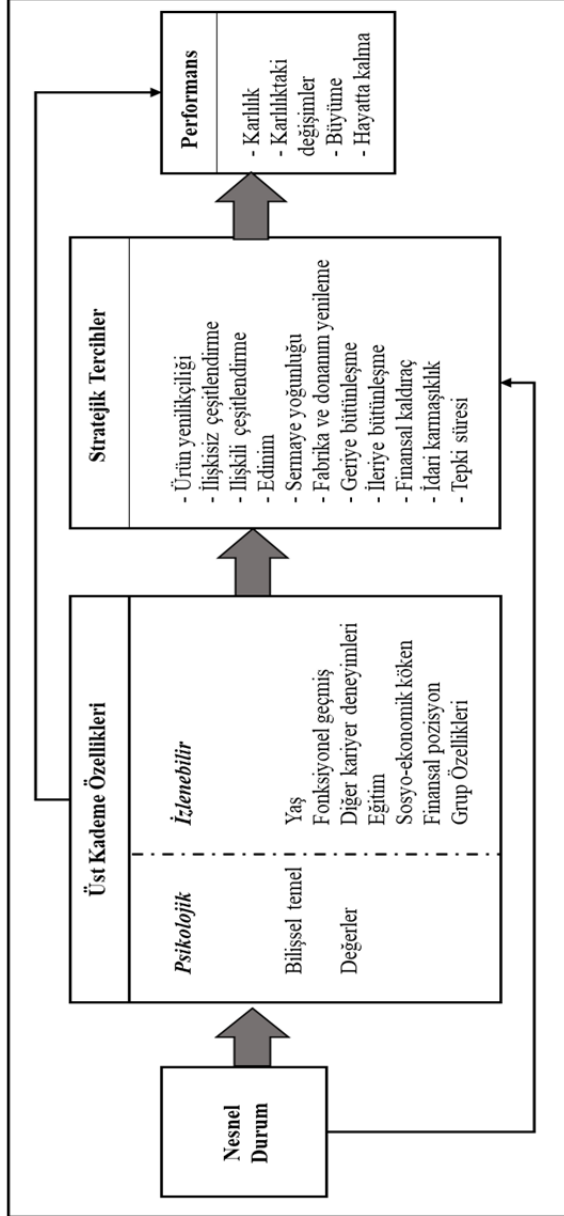 Nesnel
Durum
Üst Kademe Özellikleri
Psikolojik
Bilişsel temel
Değerler
İzlenebilir
Yaş
Fonksiyonel geçmiş
Diğer kariyer deneyimleri
Eğitim
Sosyo-ekonomik köken
Finansal pozisyon
Grup Özellikleri
Stratejik Tercihler
- Ürün yenilikçiliği
- İlişkisiz çeşitlendirme
- Ilişkili çeşitlendirme
- Edinim
- Sermaye yoğunluğu
- Fabrika ve donanım yenileme
- Geriye bütünleşme
- İleriye bütünleşme
- Finansal kaldıraç
- İdari karmaşıklık
- Tepki süresi
Performans
- Karlılık
- Karlılıktaki
değişimler
- Büyüme
- Hayatta kalma